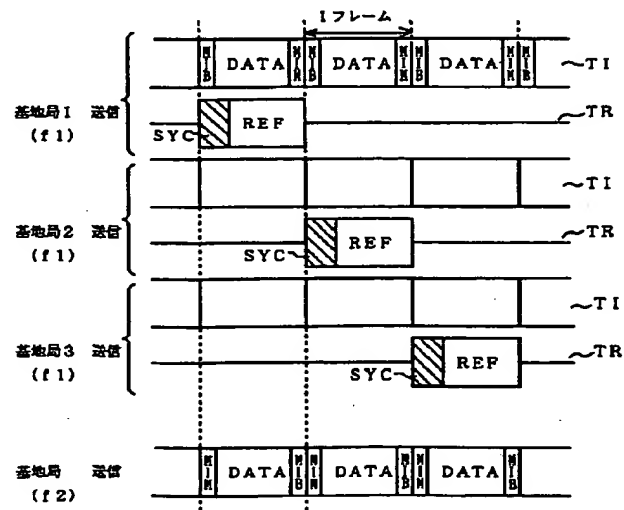 I フレーム
DATA DATA DATA TI
基地局I 送信
(f1)
SYC REF TR
TI
基地局2 送信
(f1)
SYC REF TR
TI
基地局3 送信
(f1)
SYC REF TR
基地局 送信
(f2)
DATA DATA DATA